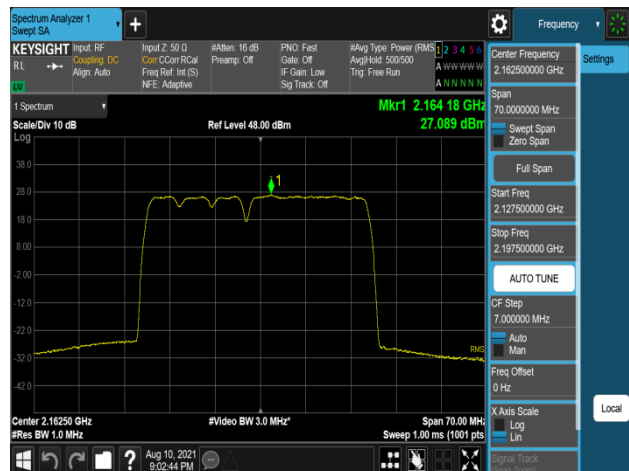 Spectrum Analyzer 1
Swept SA
+
Frequency
KEYSIGHT
RL
LXI
Input: RF
Coupling: DC
Align: Auto
Input Z: 50 Ω
Corr CCorr RCal
Freq Ref: Int (S)
NFE: Adaptive
#Atten: 16 dB
Preamp: Off
PNO: Fast
Gate: Off
IF Gain: Low
Sig Track: Off
#Avg Type: Power (RMS)
Avg|Hold: 500/500
Trig: Free Run
1 2 3 4 5 6
A W W W W W
A N N N N N
1 Spectrum
Scale/Div 10 dB
Log
Ref Level 48.00 dBm
Mkr1 2.164 18 GHz
27.089 dBm
38.0
28.0
18.0
8.00
-2.00
-12.0
-22.0
-32.0
-42.0
1
RMS
Center 2.16250 GHz
#Res BW 1.0 MHz
#Video BW 3.0 MHz*
Span 70.00 MHz
Sweep 1.00 ms (1001 pts
?
Aug 10, 2021
9:02:44 PM
Center Frequency
2.162500000 GHz
Span
70.0000000 MHz
Swept Span
Zero Span
Full Span
Start Freq
2.127500000 GHz
Stop Freq
2.197500000 GHz
AUTO TUNE
CF Step
7.000000 MHz
Auto
Man
Freq Offset
0 Hz
X Axis Scale
Log
Lin
Signal Track
Settings
Local